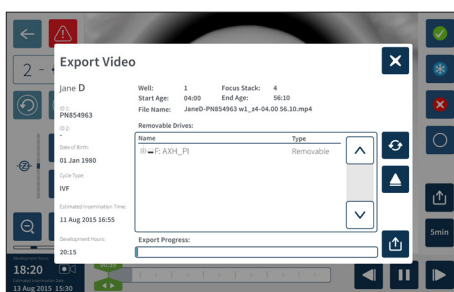 Export Video
2 -
Jane D
Well: 1 Focus Stack: 4
Start Age: 04:00 End Age: 56:10
File Name: JaneD-PN854963 w1_z4-04.00 56.10.mp4
ID 1:
PN854963
ID 2:
-
Removable Drives:
Name Type
F: AXH_PI Removable
Date of Birth:
01 Jan 1980
Cycle Type:
IVF
Estimated Insemination Time:
11 Aug 2015 16:55
Development Hours:
20:15
Export Progress:
5min
18:20
13 Aug 2015 15:30